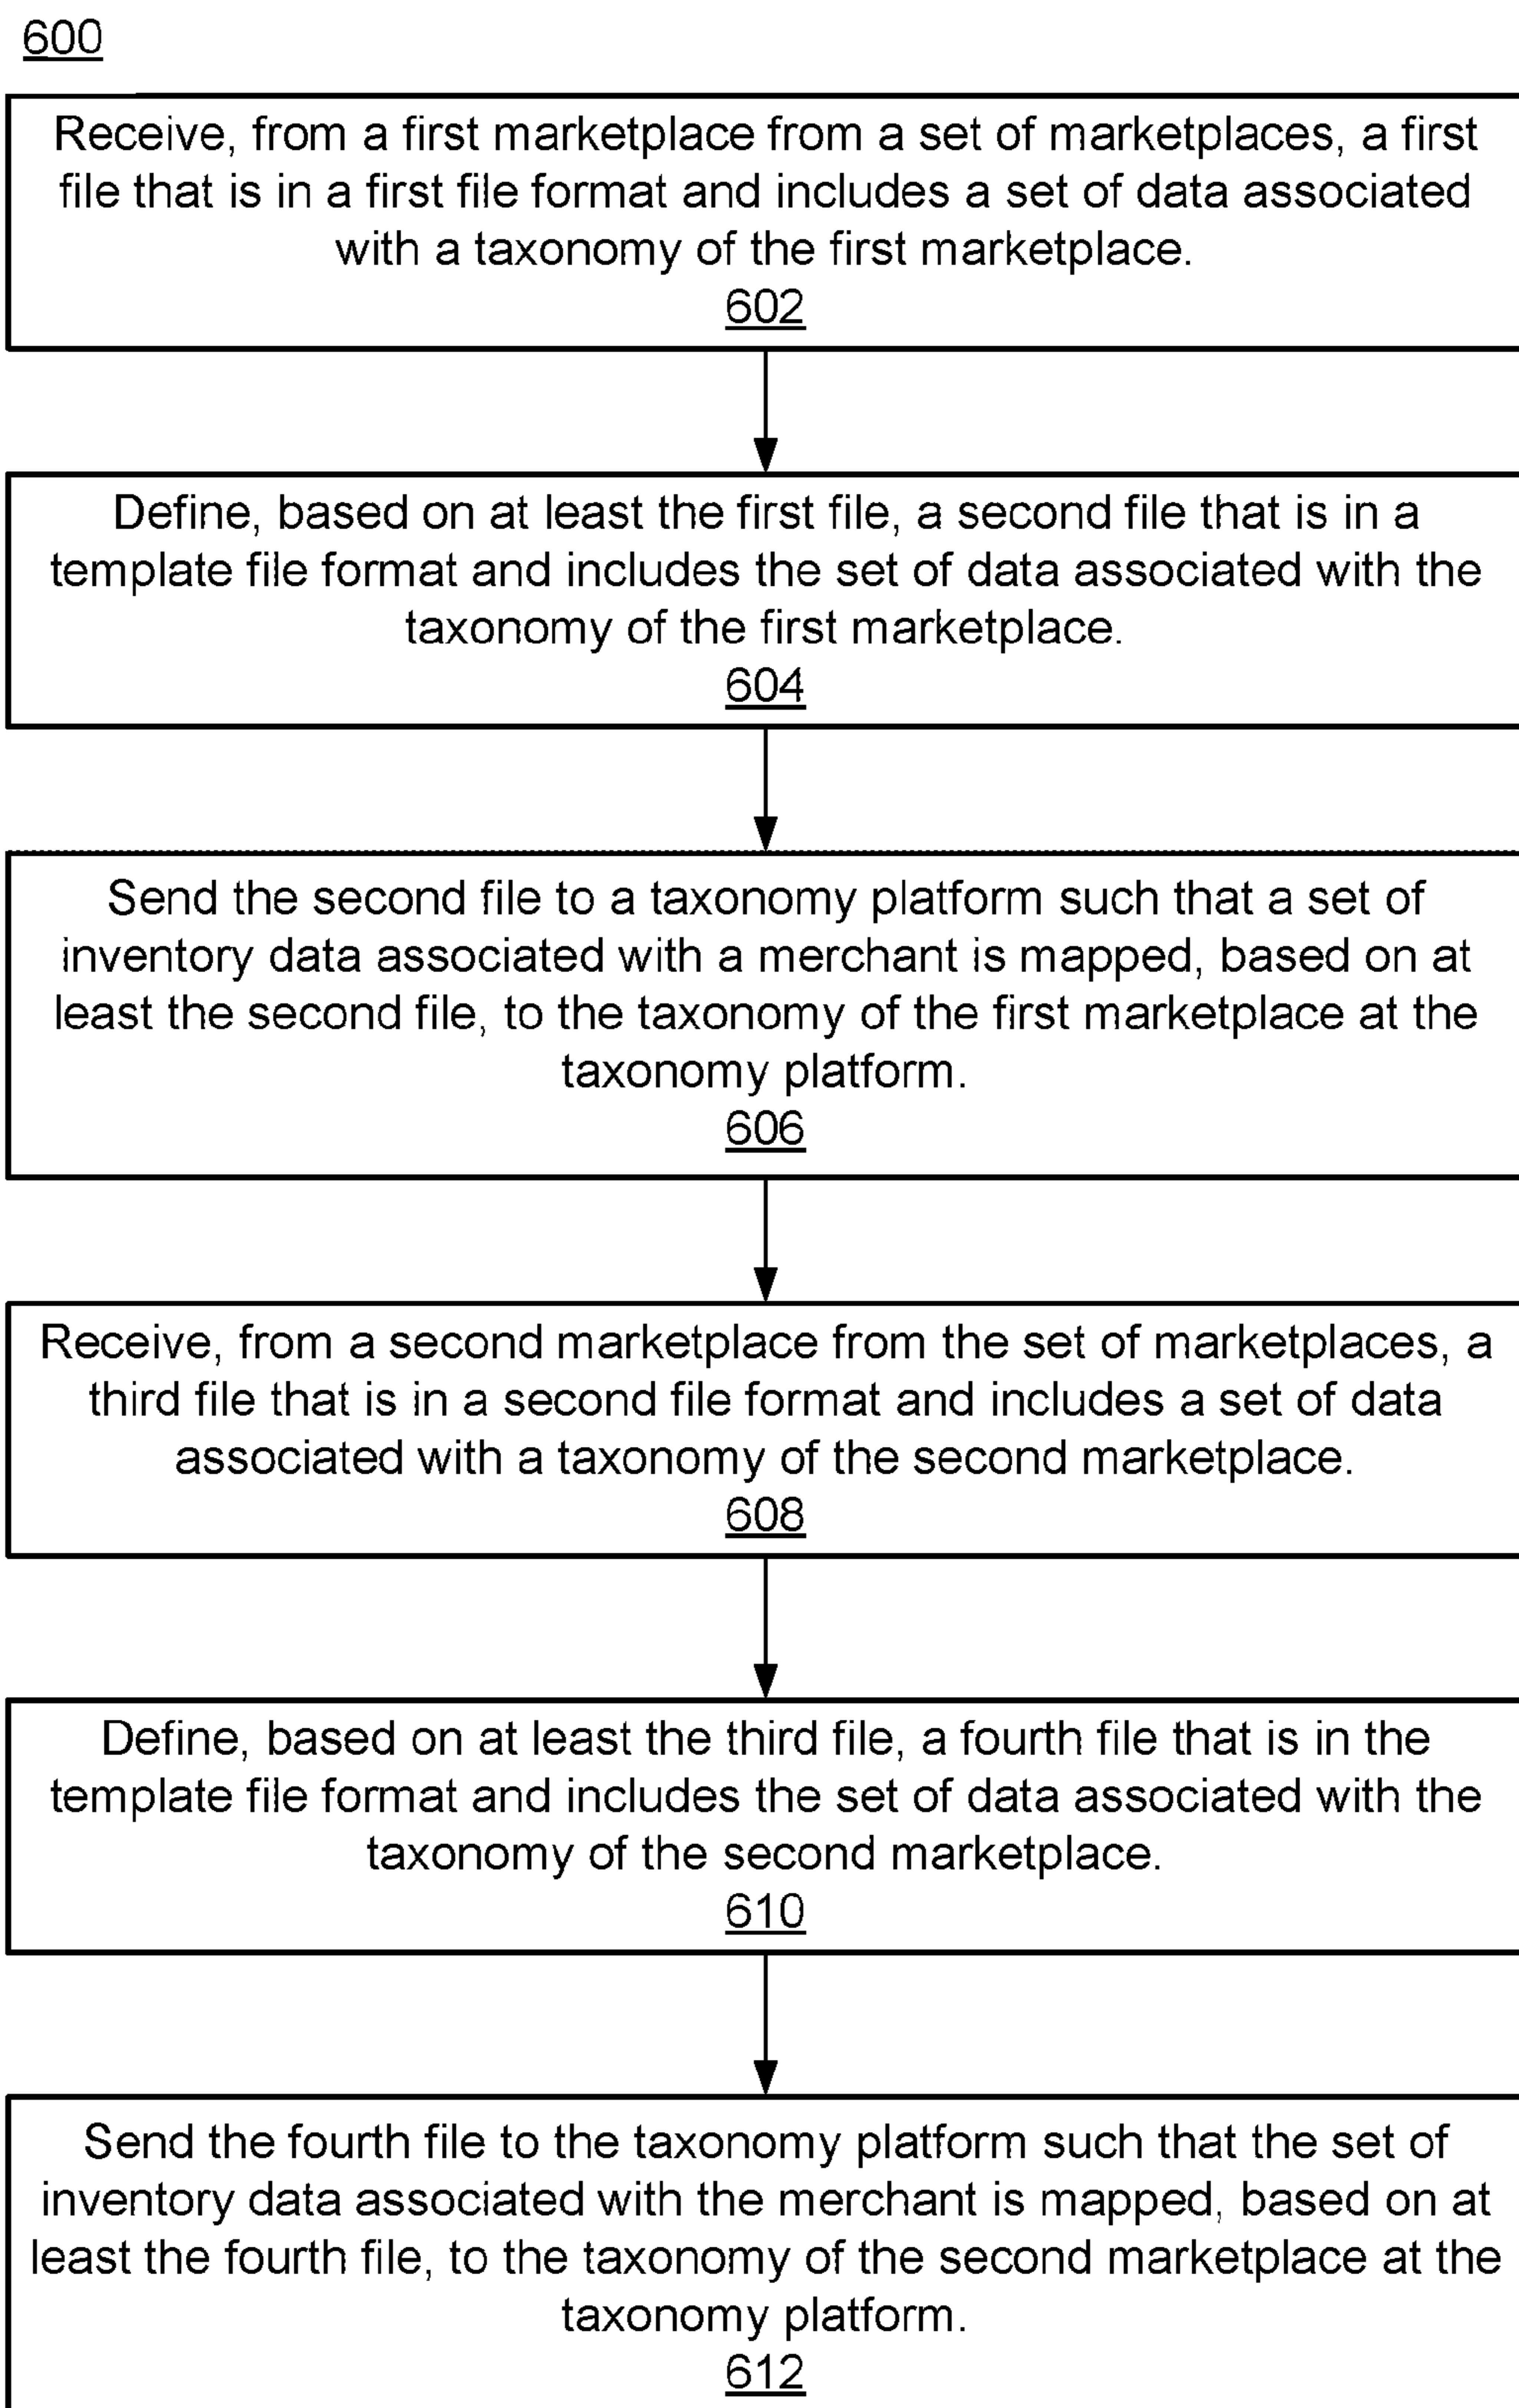 600
Receive, from a first marketplace from a set of marketplaces, a first
file that is in a first file format and includes a set of data associated
with a taxonomy of the first marketplace.
602
Define, based on at least the first file, a second file that is in a
template file format and includes the set of data associated with the
taxonomy of the first marketplace.
604
Send the second file to a taxonomy platform such that a set of
inventory data associated with a merchant is mapped, based on at
least the second file, to the taxonomy of the first marketplace at the
taxonomy platform.
606
Receive, from a second marketplace from the set of marketplaces, a
third file that is in a second file format and includes a set of data
associated with a taxonomy of the second marketplace.
608
Define, based on at least the third file, a fourth file that is in the
template file format and includes the set of data associated with the
taxonomy of the second marketplace.
610
Send the fourth file to the taxonomy platform such that the set of
inventory data associated with the merchant is mapped, based on at
least the fourth file, to the taxonomy of the second marketplace at the
taxonomy platform.
612